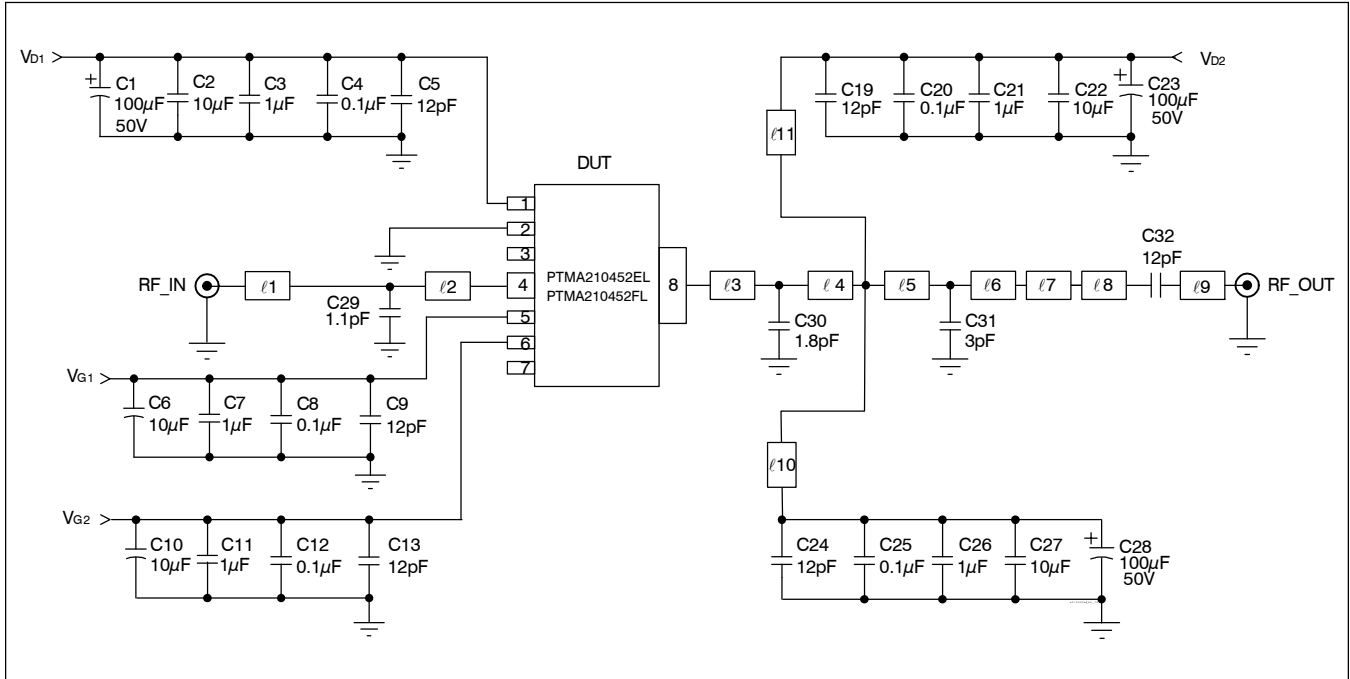 VD1
C1
100µF
50V
C2
10µF
C3
1µF
C4
0.1µF
C5
12pF
C19
12pF
C20
0.1µF
C21
1µF
C22
10µF
C23
100µF
50V
VD2
ℓ11
DUT
1
2
3
4
5
6
7
8
PTMA210452EL
PTMA210452FL
RF_IN
ℓ1
ℓ2
C29
1.1pF
ℓ3
ℓ4
ℓ5
ℓ6
ℓ7
ℓ8
ℓ9
C32
12pF
RF_OUT
C30
1.8pF
C31
3pF
VG1
C6
10µF
C7
1µF
C8
0.1µF
C9
12pF
ℓ10
VG2
C10
10µF
C11
1µF
C12
0.1µF
C13
12pF
C24
12pF
C25
0.1µF
C26
1µF
C27
10µF
C28
100µF
50V